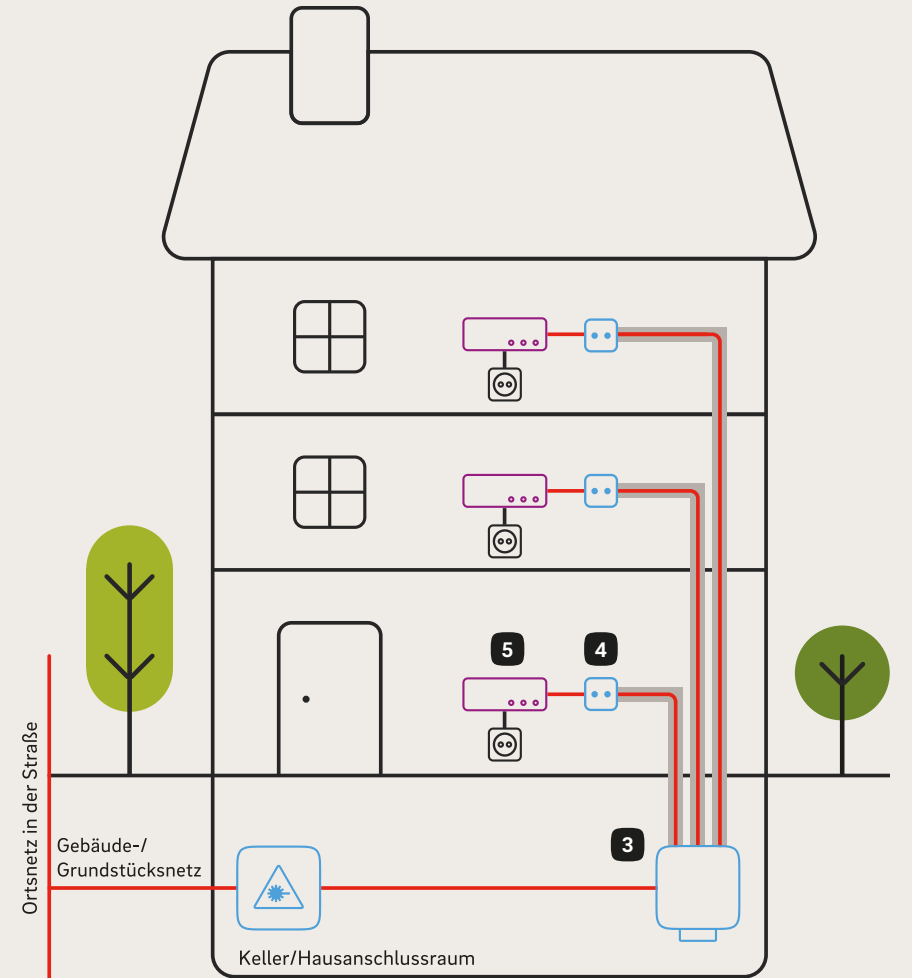 5
4
3
Ortsnetz in der Straße
Gebäude-/
Grundstücksnetz
Keller/Hausanschlussraum